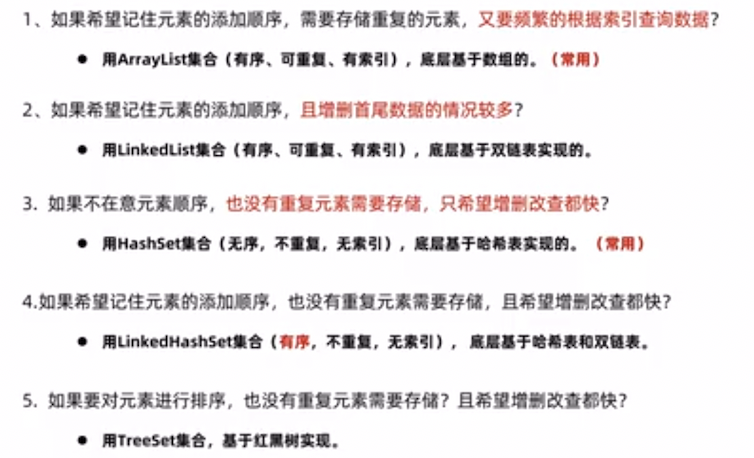 1、如果希望记住元素的添加顺序，需要存储重复的元素，又要频繁的根据索引查询数据？
● 用ArrayList集合（有序、可重复、有索引），底层基于数组的。（常用）
2、如果希望记住元素的添加顺序，且增删首尾数据的情况较多？
● 用LinkedList集合（有序、可重复、有索引），底层基于双链表实现的。
3. 如果不在意元素顺序，也没有重复元素需要存储，只希望增删改查都快？
● 用HashSet集合（无序，不重复，无索引），底层基于哈希表实现的。（常用）
4.如果希望记住元素的添加顺序，也没有重复元素需要存储，且希望增删改查都快？
● 用LinkedHashSet集合（有序，不重复，无索引），底层基于哈希表和双链表。
5. 如果要对元素进行排序，也没有重复元素需要存储？且希望增删改查都快？
● 用TreeSet集合，基于红黑树实现。